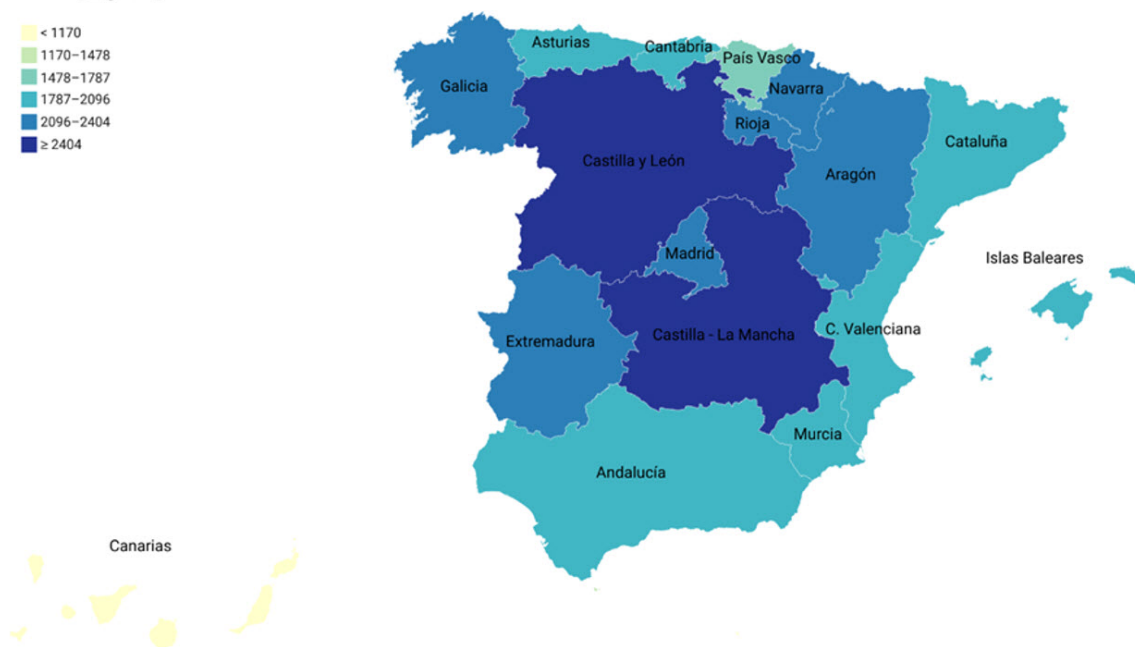 < 1170
1170–1478
1478–1787
1787–2096
2096–2404
≥ 2404
Asturias
Cantabria
País Vasco
Galicia
Navarra
Rioja
Cataluña
Castilla y León
Aragón
Madrid
Islas Baleares
C. Valenciana
Castilla - La Mancha
Extremadura
Murcia
Andalucía
Canarias